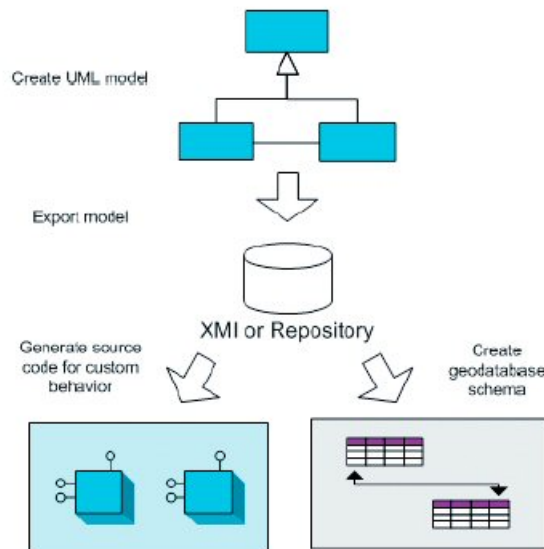 Create UML model
Export model
XMI or Repository
Generate source
code for custom
behavior
Create
geodatabase
schema